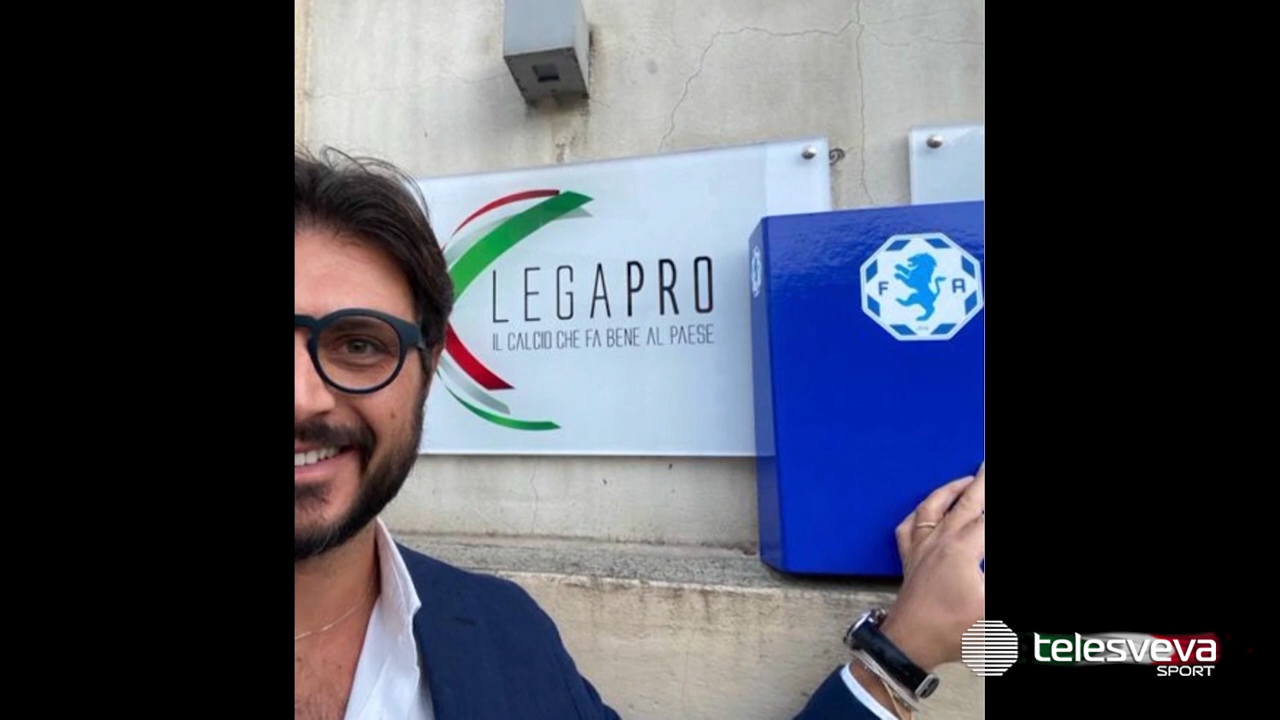 LEGAPRO
IL CALCIO CHE FA BENE AL PAESE
F A
telesveva
SPORT